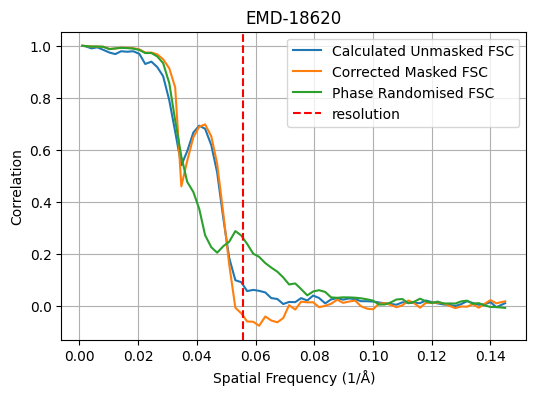 EMD-18620
Calculated Unmasked FSC
Corrected Masked FSC
Phase Randomised FSC
resolution
Correlation
1.0
0.8
0.6
0.4
0.2
0.0
0.00 0.02 0.04 0.06 0.08 0.10 0.12 0.14
Spatial Frequency (1/Å)